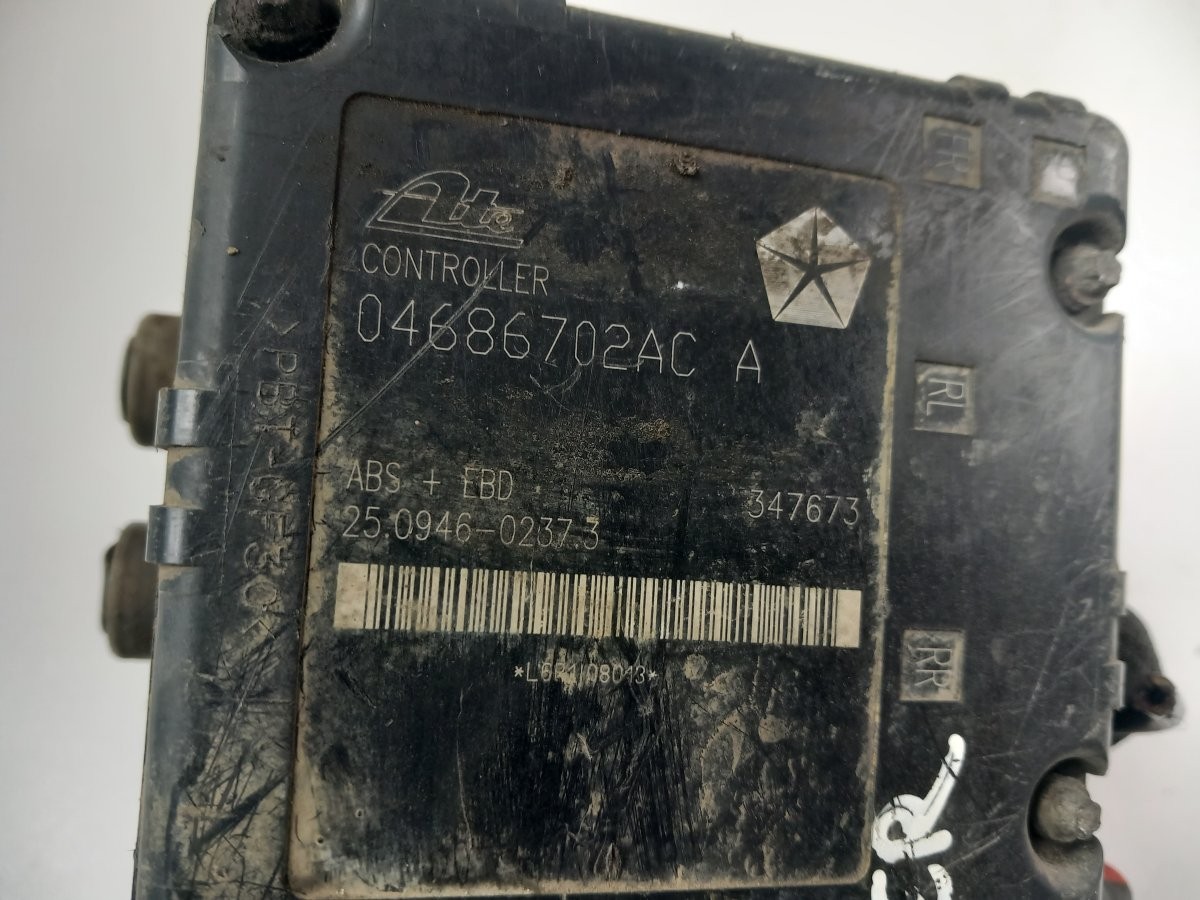 Ate
CONTROLLER
04686702AC A
ABS + EBD
347673
25.0946-0237.3
FR
RL
RR